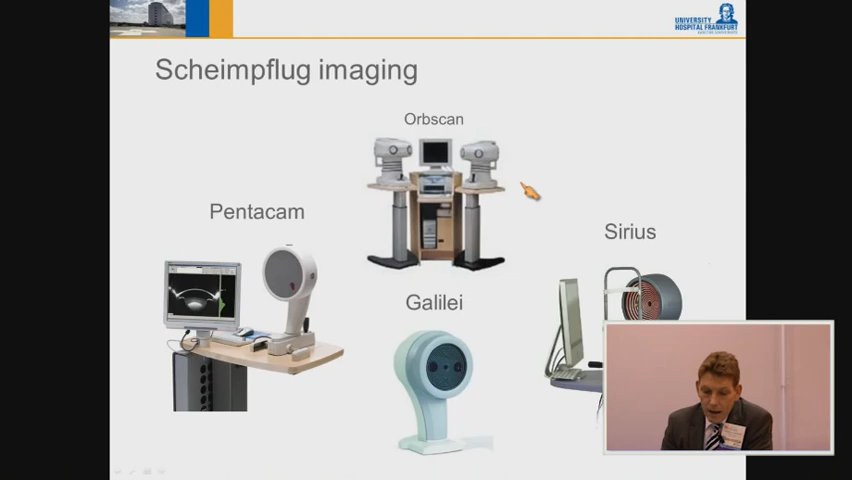 UNIVERSITY
HOSPITAL FRANKFURT
Scheimpflug imaging
Orbscan
Pentacam
Sirius
Galilei